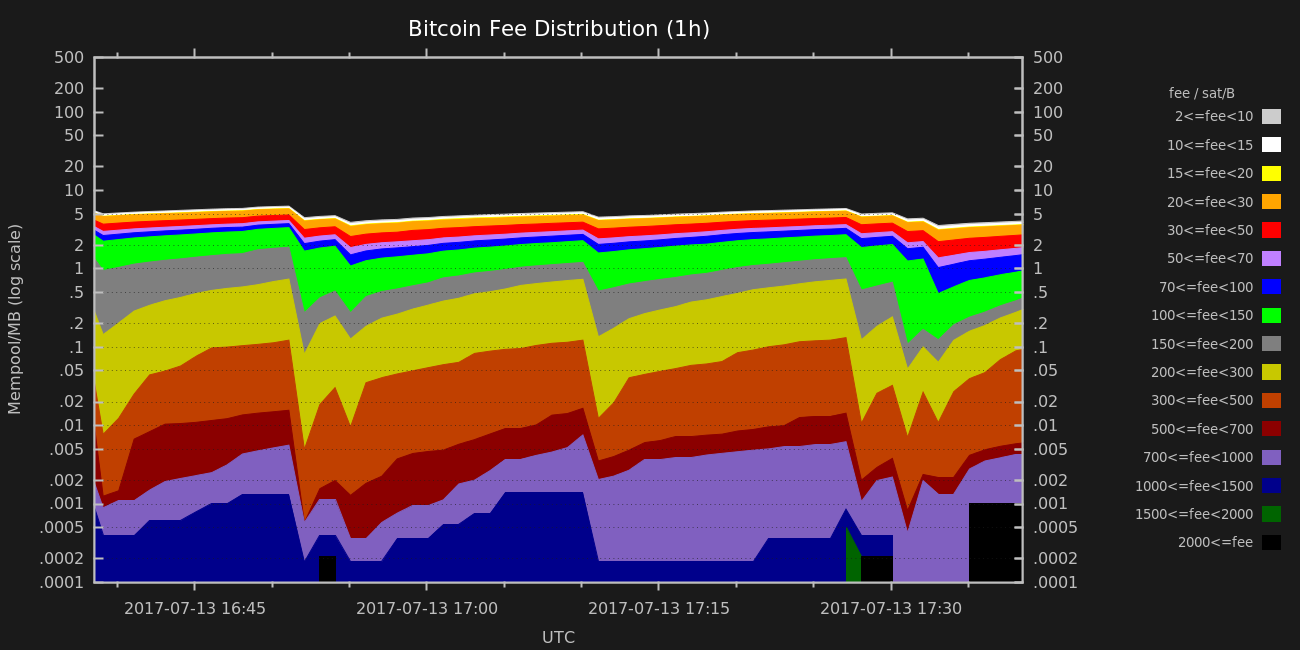 Bitcoin Fee Distribution (1h)
500
200
100
50
20
10
5
2
1
.5
.2
.1
.05
.02
.01
.005
.002
.001
.0005
.0002
.0001
Mempool/MB (log scale)
500
200
100
50
20
10
5
2
1
.5
.2
.1
.05
.02
.01
.005
.002
.001
.0005
.0002
.0001
2017-07-13 16:45 2017-07-13 17:00 2017-07-13 17:15 2017-07-13 17:30
UTC
fee / sat/B
2<=fee<10
10<=fee<15
15<=fee<20
20<=fee<30
30<=fee<50
50<=fee<70
70<=fee<100
100<=fee<150
150<=fee<200
200<=fee<300
300<=fee<500
500<=fee<700
700<=fee<1000
1000<=fee<1500
1500<=fee<2000
2000<=fee